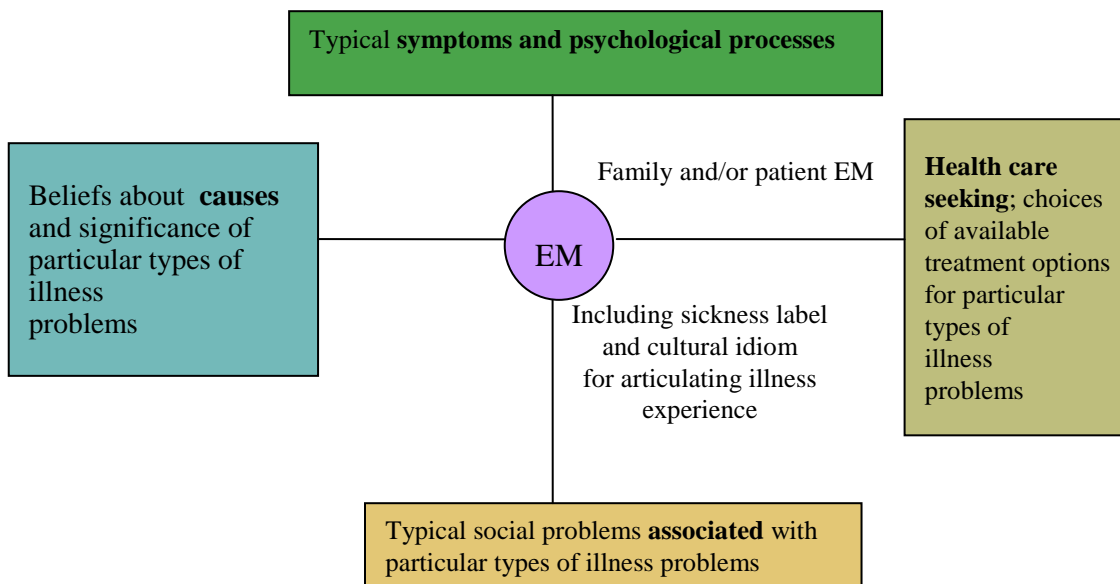 Typical symptoms and psychological processes
Beliefs about causes
and significance of
particular types of
illness
problems
Family and/or patient EM
EM
Including sickness label
and cultural idiom
for articulating illness
experience
Health care
seeking; choices
of available
treatment options
for particular
types of
illness
problems
Typical social problems associated with
particular types of illness problems